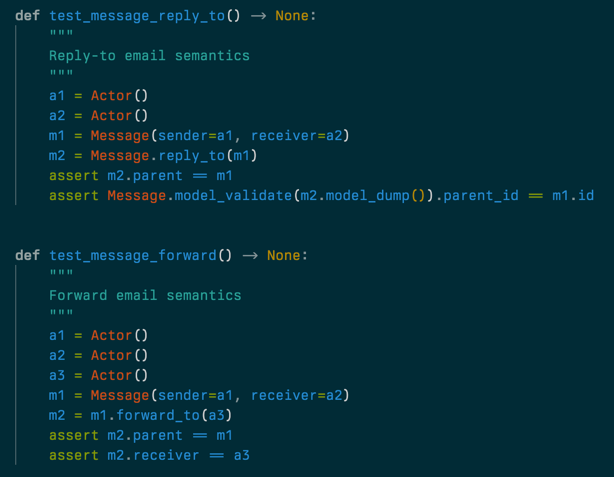 def test_message_reply_to() -> None:
    """
    Reply-to email semantics
    """
    a1 = Actor()
    a2 = Actor()
    m1 = Message(sender=a1, receiver=a2)
    m2 = Message.reply_to(m1)
    assert m2.parent == m1
    assert Message.model_validate(m2.model_dump()).parent_id == m1.id

def test_message_forward() -> None:
    """
    Forward email semantics
    """
    a1 = Actor()
    a2 = Actor()
    a3 = Actor()
    m1 = Message(sender=a1, receiver=a2)
    m2 = m1.forward_to(a3)
    assert m2.parent == m1
    assert m2.receiver == a3